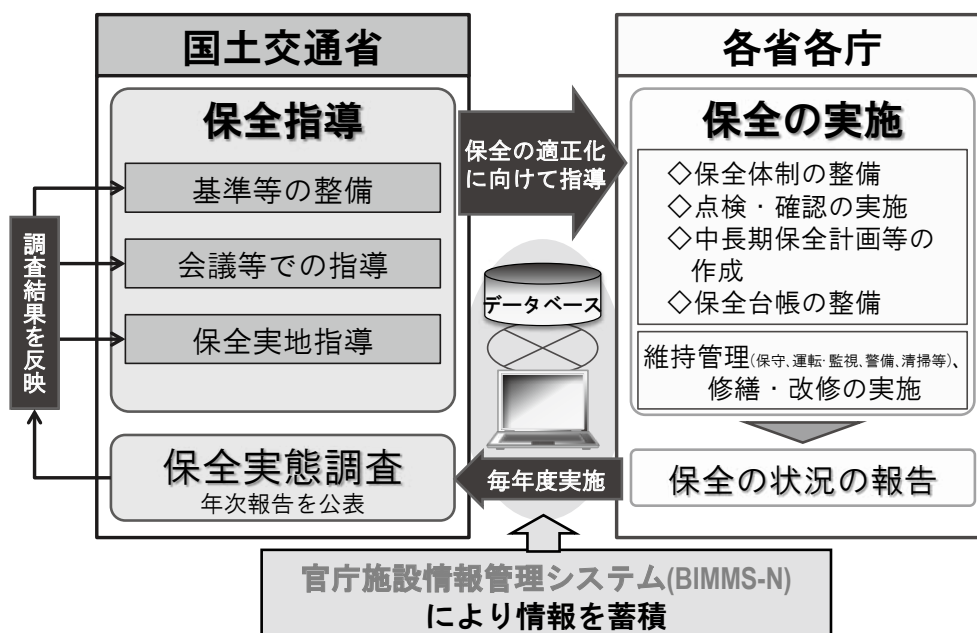 国土交通省
保全指導
基準等の整備
会議等での指導
保全実地指導
調査結果を反映
保全実態調査
年次報告を公表
保全の適正化
に向けて指導
データベース
毎年度実施
各省各庁
保全の実施
◇保全体制の整備
◇点検・確認の実施
◇中長期保全計画等の
作成
◇保全台帳の整備
維持管理(保守、運転・監視、警備、清掃等)、
修繕・改修の実施
保全の状況の報告
官庁施設情報管理システム(BIMMS-N)
により情報を蓄積